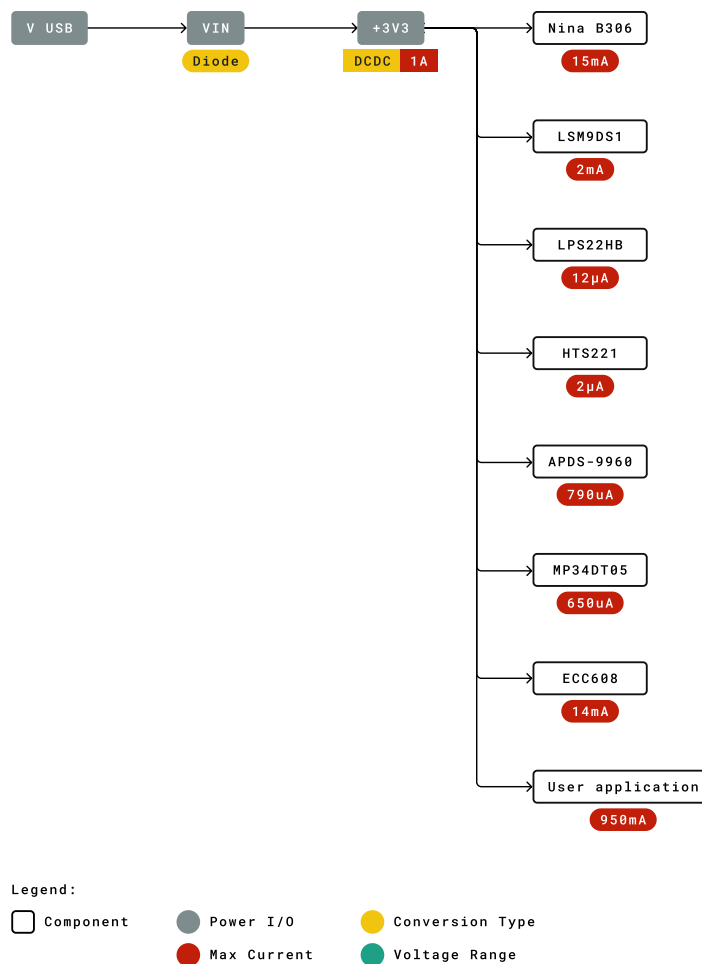 V USB VIN +3V3 Nina B306
Diode DCDC 1A 15mA
LSM9DS1
2mA
LPS22HB
12µA
HTS221
2µA
APDS-9960
790uA
MP34DT05
650uA
ECC608
14mA
User application
950mA
Legend:
Component Power I/O Conversion Type
Max Current Voltage Range